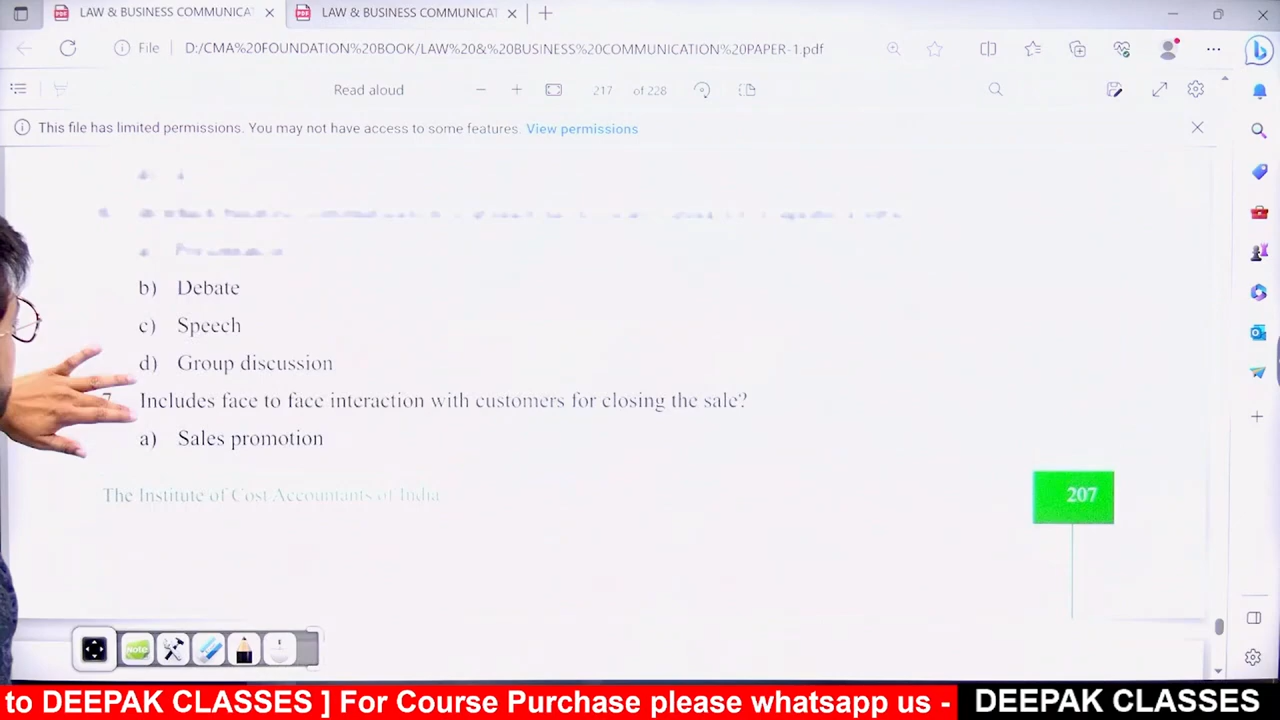 LAW & BUSINESS COMMUNICA
LAW & BUSINESS COMMUNICAT
File D:/CMA%20FOUNDATION%20BOOK/LAW%20&%20BUSINESS%20COMMUNICATION%20PAPER-1.pdf
Read aloud 217 of 228
This file has limited permissions. You may not have access to some features. View permissions
b) Debate
c) Speech
d) Group discussion
7 Includes face to face interaction with customers for closing the sale?
a) Sales promotion
The Institute of Cost Accountants of India
207
Note
to DEEPAK CLASSES ] For Course Purchase please whatsapp us -
DEEPAK CLASSES